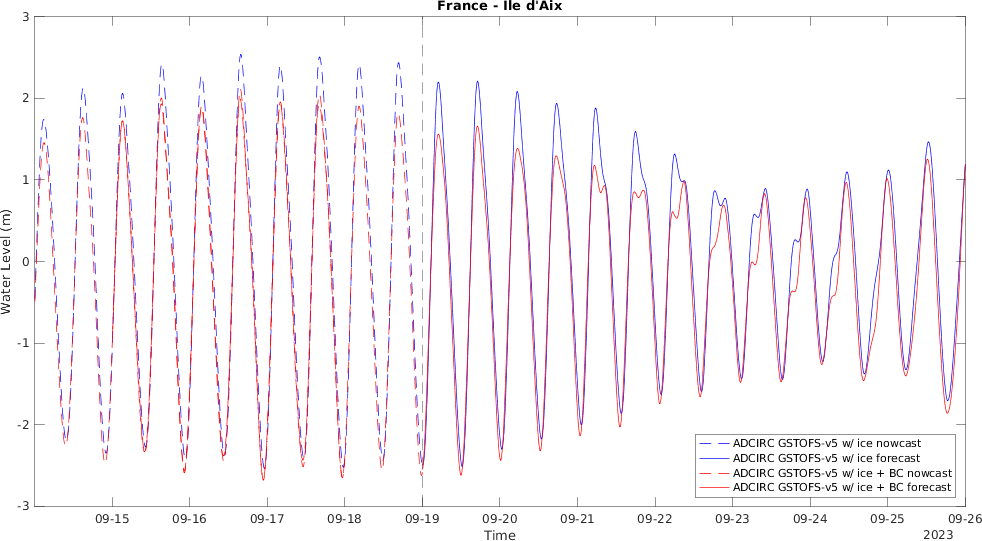 France - Ile d'Aix
3
2
1
0
-1
-2
-3
Water Level (m)
ADCIRC GSTOFS-v5 w/ ice nowcast
ADCIRC GSTOFS-v5 w/ ice forecast
ADCIRC GSTOFS-v5 w/ ice + BC nowcast
ADCIRC GSTOFS-v5 w/ ice + BC forecast
09-15 09-16 09-17 09-18 09-19 09-20 09-21 09-22 09-23 09-24 09-25 09-26
Time
2023